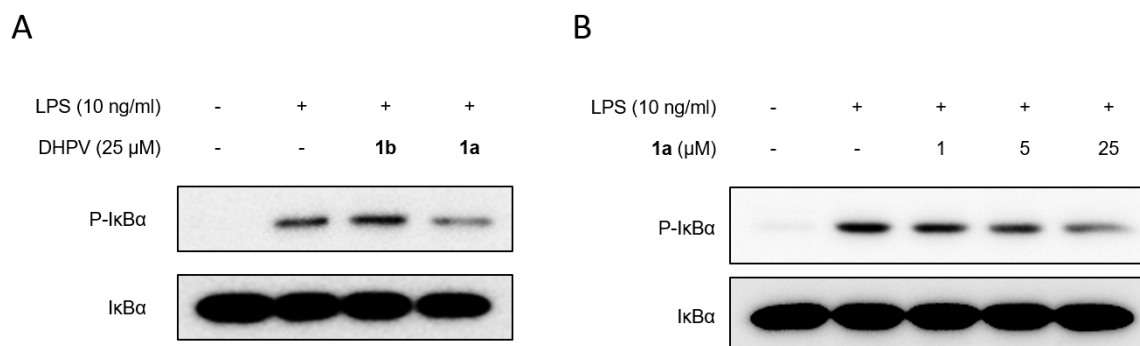 A
LPS (10 ng/ml) - + + +
DHPV (25 μM) - - 1b 1a
P-IκBα
IκBα
B
LPS (10 ng/ml) - + + + +
1a (μM) - - 1 5 25
P-IκBα
IκBα